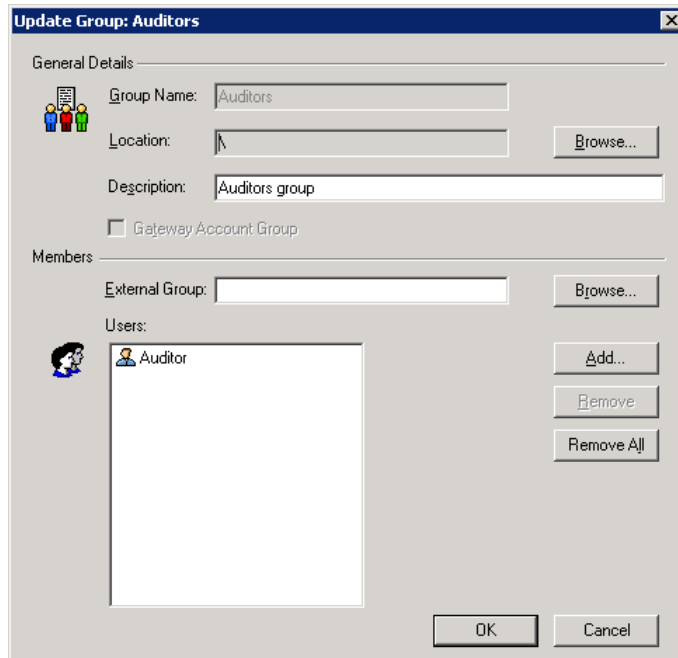 Update Group: Auditors
General Details
Group Name: Auditors
Location: \ Browse...
Description: Auditors group
Gateway Account Group
Members
External Group: Browse...
Users:
Auditor
Add...
Remove
Remove All
OK Cancel